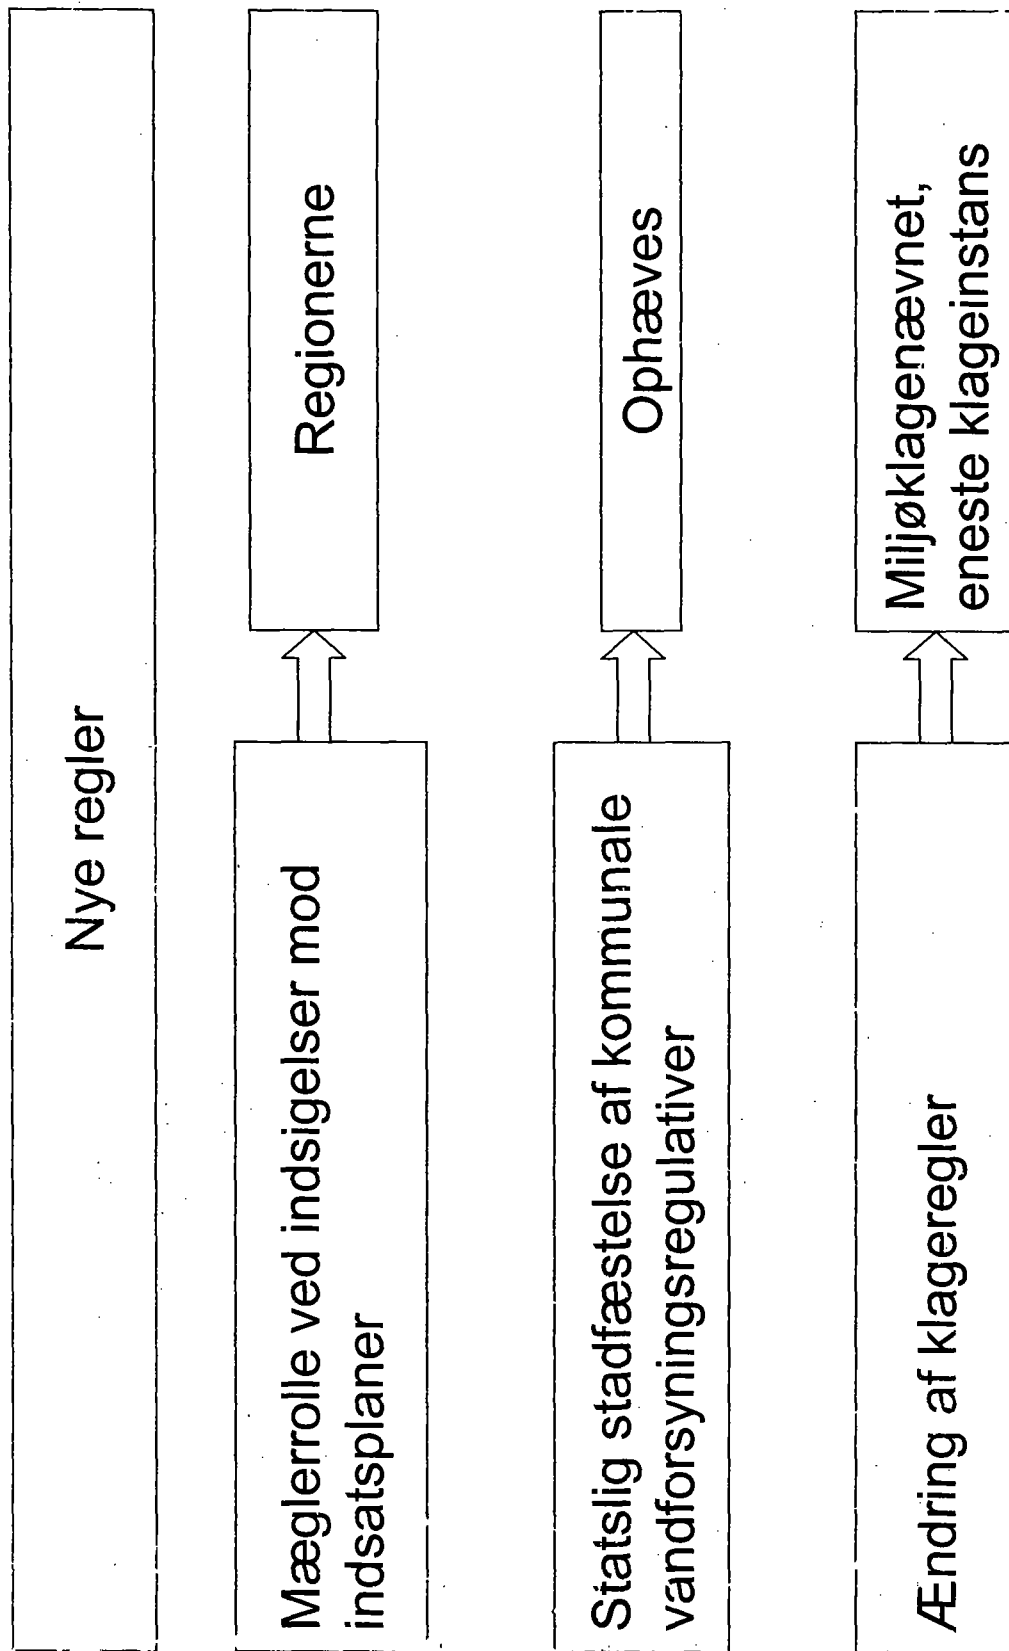 Nye regler
Mæglerrolle ved indsigelser mod
indsatsplaner
Regionerne
Statslig stadfæstelse af kommunale
vandforsyningsregulativer
Ophæves
Ændring af klageregler
Miljøklagenævnet,
eneste klageinstans